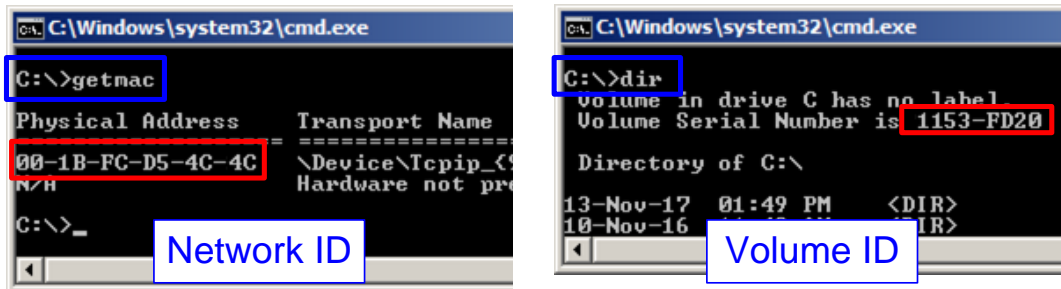 C:\Windows\system32\cmd.exe
C:\>getmac
Physical Address Transport Name
=================== ================
00-1B-FC-D5-4C-4C \Device\Tcpip_{
N/A Hardware not pre
C:\>_
Network ID
C:\Windows\system32\cmd.exe
C:\>dir
Volume in drive C has no label.
Volume Serial Number is 1153-FD20
Directory of C:\
13-Nov-17 01:49 PM <DIR>
10-Nov-16
Volume ID